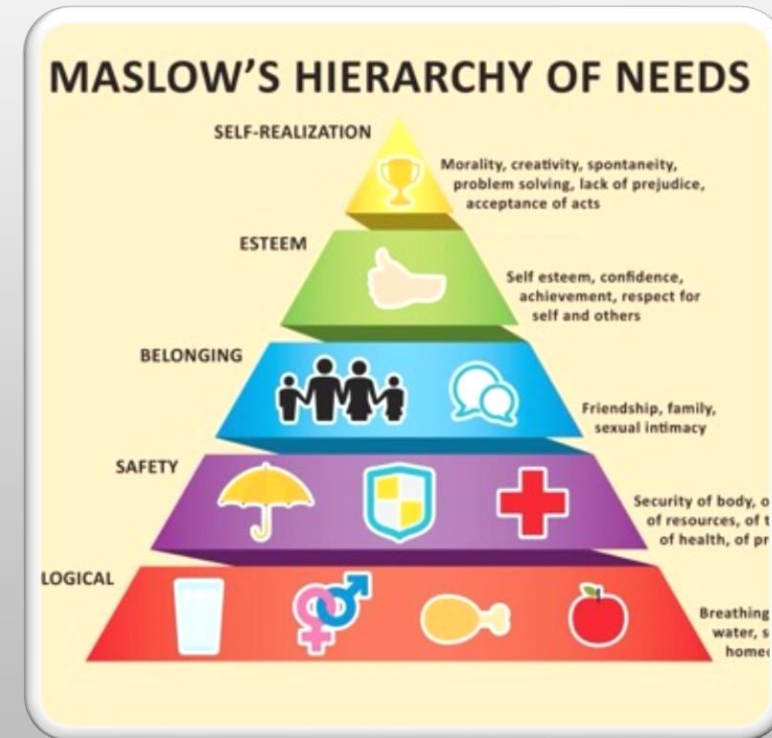 MASLOW'S HIERARCHY OF NEEDS
SELF-REALIZATION
Morality, creativity, spontaneity,
problem solving, lack of prejudice,
acceptance of acts
ESTEEM
Self esteem, confidence,
achievement, respect for
self and others
BELONGING
Friendship, family,
sexual intimacy
SAFETY
Security of body, o
of resources, of t
of health, of pr
LOGICAL
Breathing
water, s
home